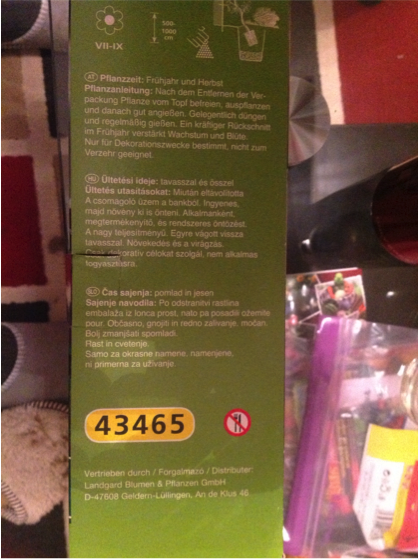 500-
1000
cm
VII-IX
AT Pflanzzeit: Frühjahr und Herbst
Pflanzanleitung: Nach dem Entfernen der Ver-
packung Pflanze vom Topf befreien, auspflanzen
und danach gut angießen. Gelegentlich düngen
und regelmäßig gießen. Ein kräftiger Rückschnitt
im Frühjahr verstärkt Wachstum und Blüte.
Nur für Dekorationszwecke bestimmt, nicht zum
Verzehr geeignet.
HU Ültetési ideje: tavasszal és ősszel
Ültetés utasításokat: Miután eltávolította
A csomagoló üzem a bankból. Ingyenes,
majd növény ki is önteni. Alkalmanként,
megtermékenyítő, és rendszeres öntözést.
A nagy teljesítményű. Egyre vágott vissza
tavasszal. Növekedés és a virágzás.
Csak dekoratív célokat szolgál, nem alkalmas
fogyasztásra.
SLO Čas sajenja: pomlad in jesen
Sajenje navodila: Po odstranitvi rastlina
embalaža iz lonca prost, nato pa posadili ožemite
pour. Občasno, gnojiti in redno zalivanje, močan.
Bolj zmanjšati spomladi.
Rast in cvetenje.
Samo za okrasne namene, namenjene,
ni primerna za uživanje.
43465
Vertrieben durch / Forgalmazó / Distributer:
Landgard Blumen & Pflanzen GmbH
D-47608 Geldern-Lüllingen, An de Klus 46